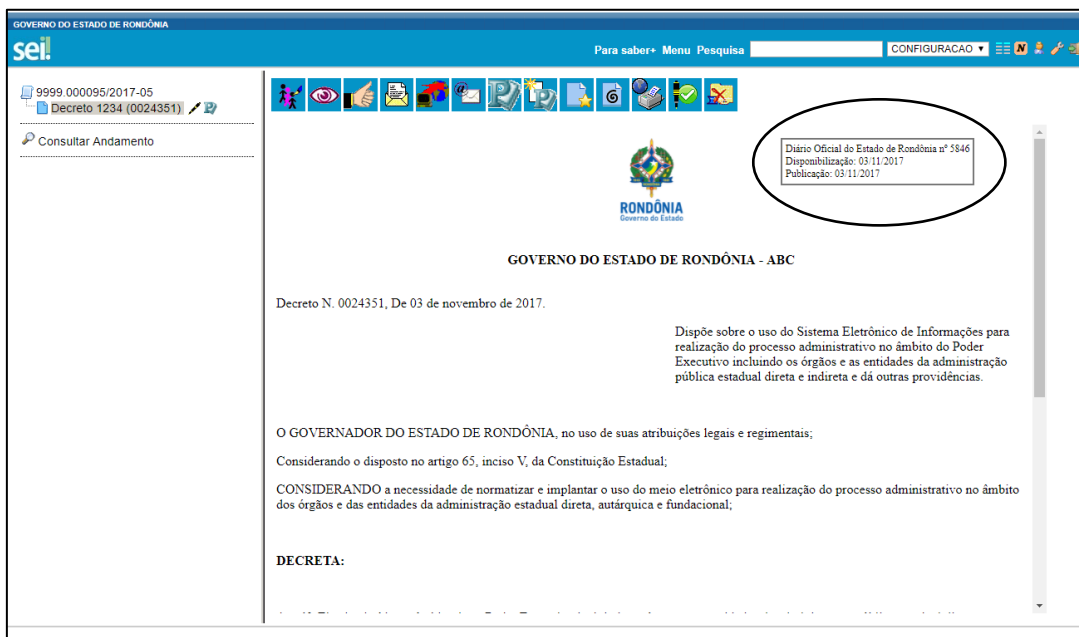 GOVERNO DO ESTADO DE RONDÔNIA
sei!
Para saber+ Menu Pesquisa
CONFIGURACAO
N
9999.000095/2017-05
Decreto 1234 (0024351)
Consultar Andamento
Diário Oficial do Estado de Rondônia nº 5846
Disponibilização: 03/11/2017
Publicação: 03/11/2017
RONDÔNIA
Governo do Estado
GOVERNO DO ESTADO DE RONDÔNIA - ABC
Decreto N. 0024351, De 03 de novembro de 2017.
Dispõe sobre o uso do Sistema Eletrônico de Informações para
realização do processo administrativo no âmbito do Poder
Executivo incluindo os órgãos e as entidades da administração
pública estadual direta e indireta e dá outras providências.
O GOVERNADOR DO ESTADO DE RONDÔNIA, no uso de suas atribuições legais e regimentais;
Considerando o disposto no artigo 65, inciso V, da Constituição Estadual;
CONSIDERANDO a necessidade de normatizar e implantar o uso do meio eletrônico para realização do processo administrativo no âmbito
dos órgãos e das entidades da administração estadual direta, autárquica e fundacional;
DECRETA: